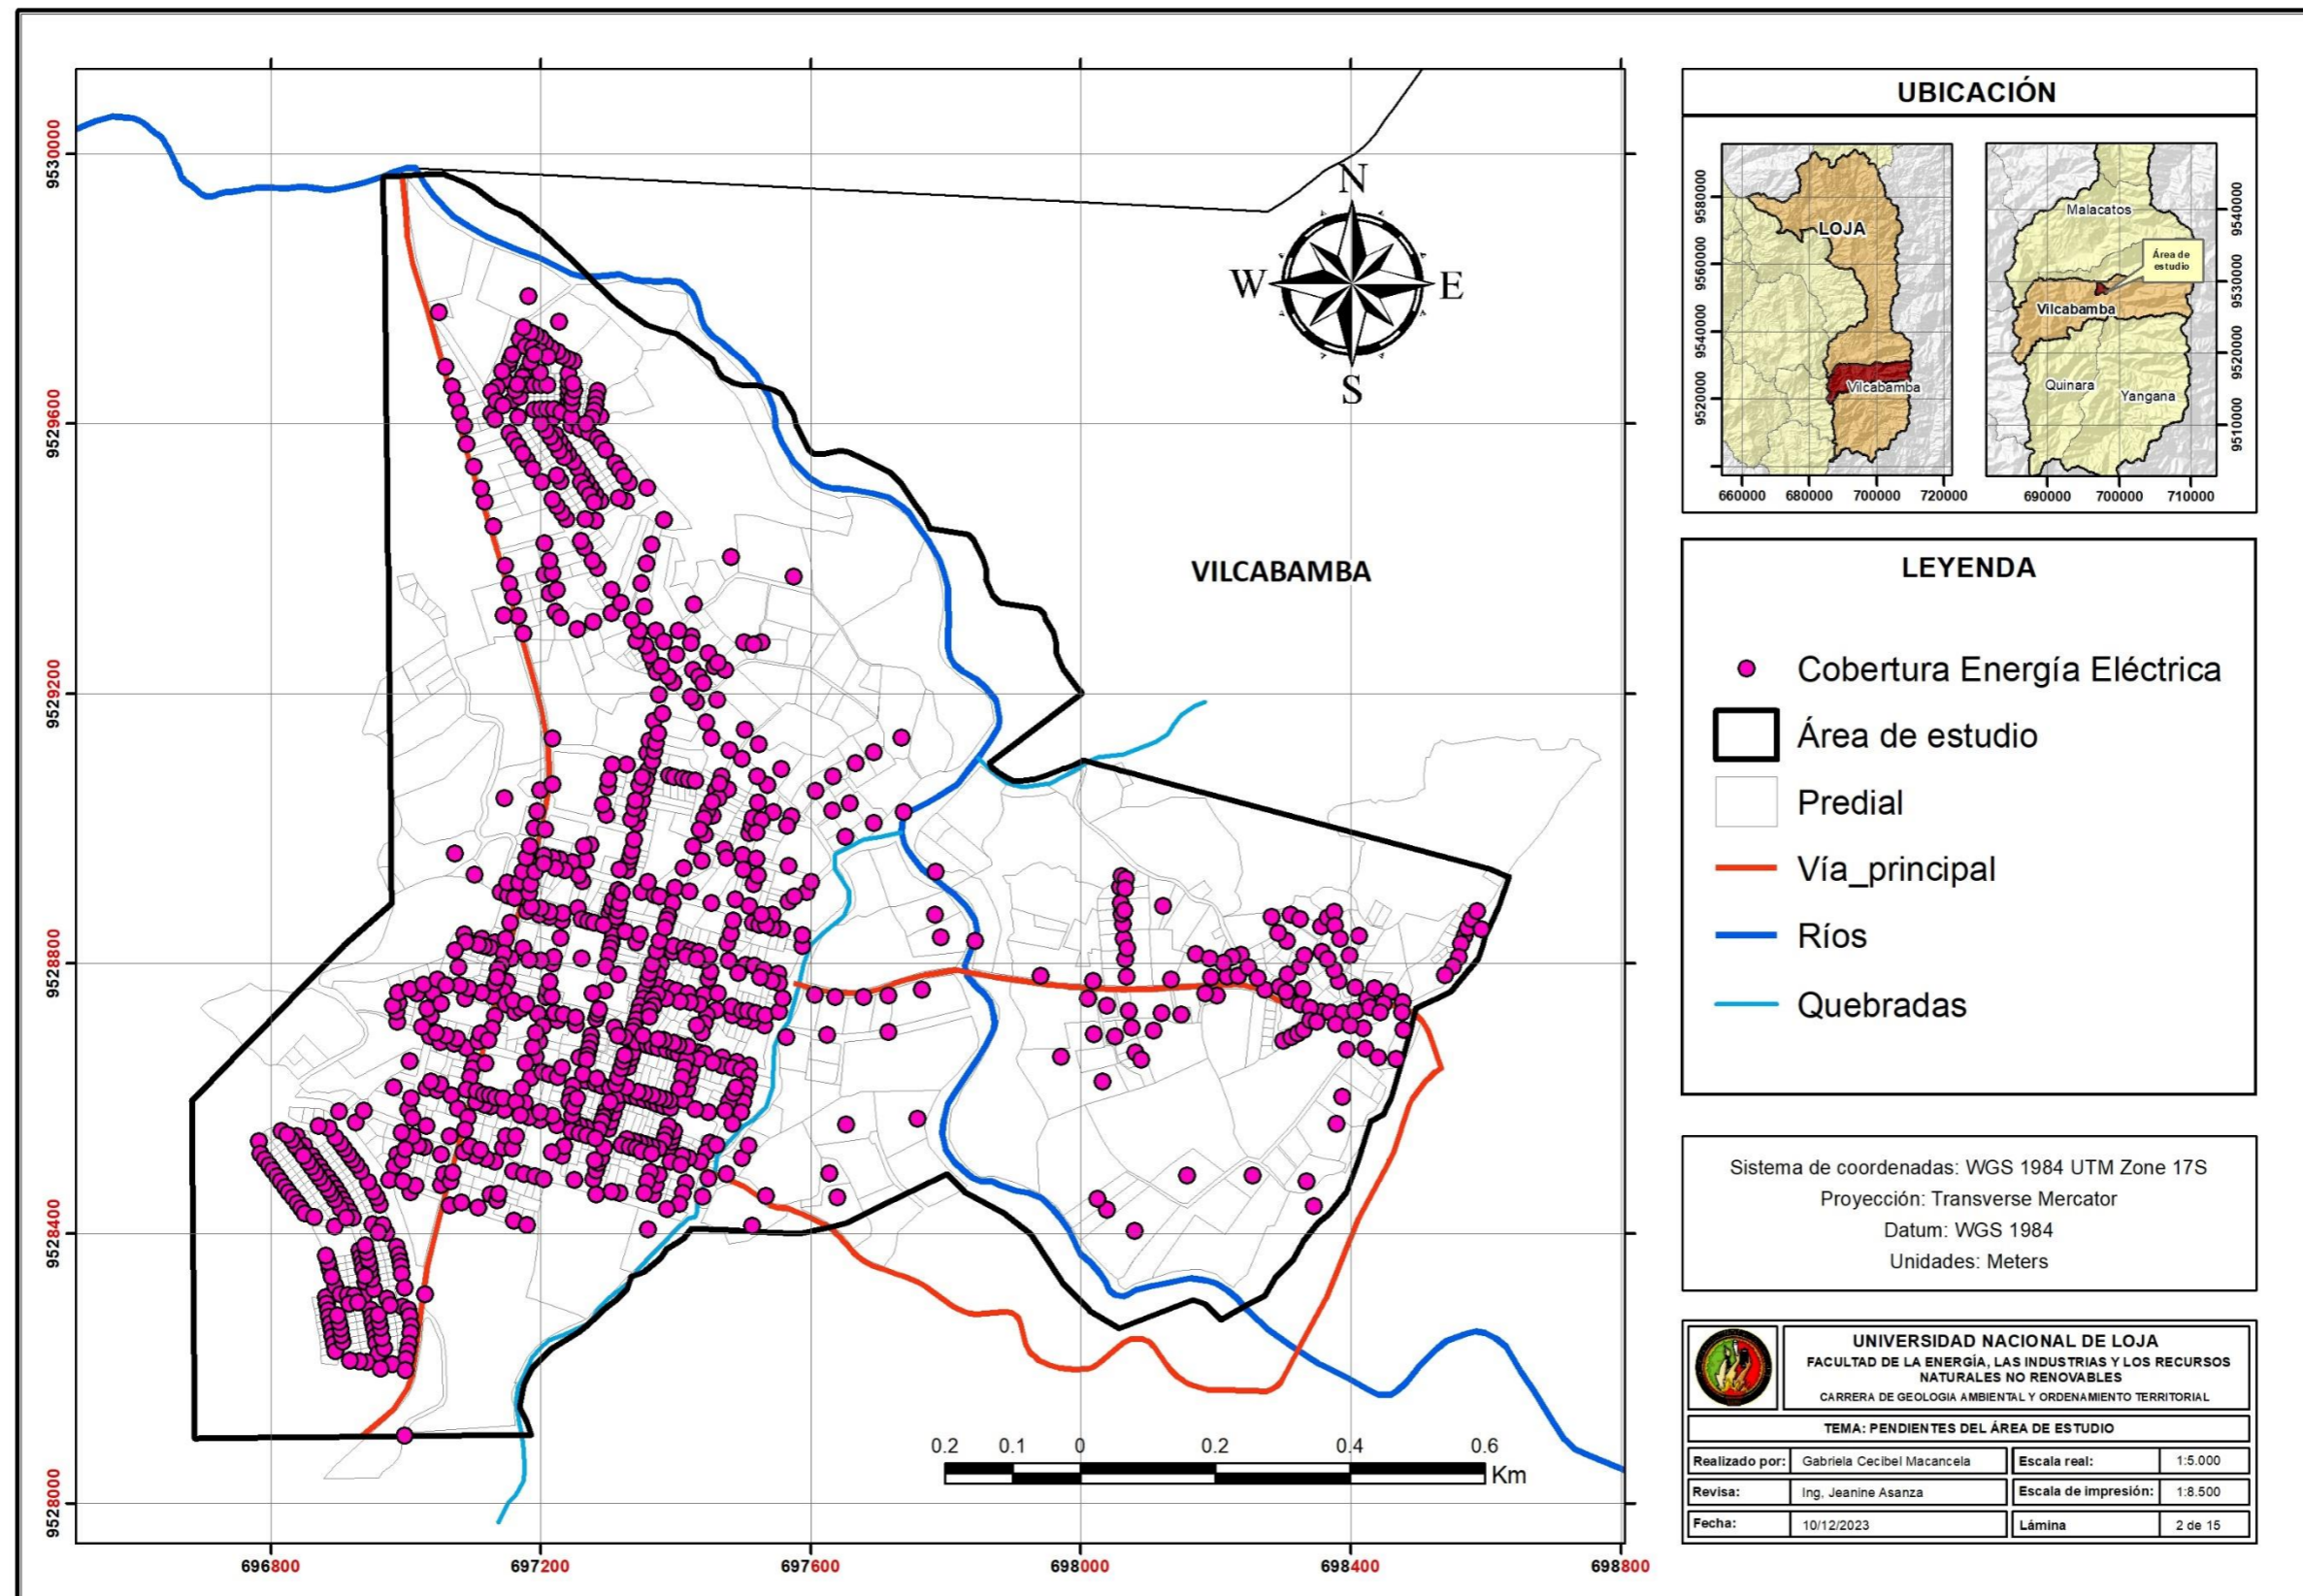 9530000
9529600
9529200
9528800
9528400
9528000
696800
697200
697600
698000
698400
698800
N
W
E
S
VILCABAMBA
0.2
0.1
0
0.2
0.4
0.6
Km
UBICACIÓN
9580000
9560000
9540000
9520000
LOJA
Vilcabamba
660000
680000
700000
720000
Malacatos
Área de
estudio
Vilcabamba
Quinara
Yangana
9540000
9530000
9520000
9510000
690000
700000
710000
LEYENDA
Cobertura Energía Eléctrica
Área de estudio
Predial
Vía_principal
Ríos
Quebradas
Sistema de coordenadas: WGS 1984 UTM Zone 17S
Proyección: Transverse Mercator
Datum: WGS 1984
Unidades: Meters
UNIVERSIDAD NACIONAL DE LOJA
FACULTAD DE LA ENERGÍA, LAS INDUSTRIAS Y LOS RECURSOS
NATURALES NO RENOVABLES
CARRERA DE GEOLOGIA AMBIENTAL Y ORDENAMIENTO TERRITORIAL
TEMA: PENDIENTES DEL ÁREA DE ESTUDIO
Realizado por: Gabriela Cecibel Macancela Escala real: 1:5.000
Revisa: Ing, Jeanine Asanza Escala de impresión: 1:8.500
Fecha: 10/12/2023 Lámina 2 de 15